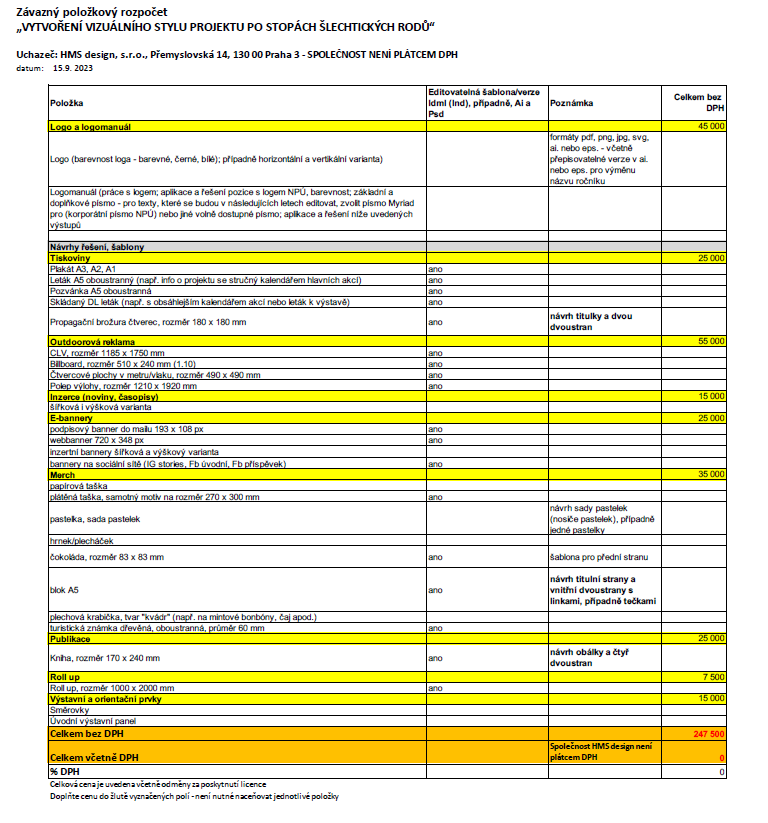 Závazný položkový rozpočet
„VYTVOŘENÍ VIZUÁLNÍHO STYLU PROJEKTU PO STOPÁCH ŠLECHTICKÝCH RODŮ“
Uchazeč: HMS design, s.r.o., Přemyslovská 14, 130 00 Praha 3 - SPOLEČNOST NENÍ PLÁTCEM DPH
datum: 15.9. 2023
Položka
Editovatelná šablona/verze
Idml (Ind), případně, Ai a
Psd
Poznámka
Celkem bez
DPH
Logo a logomanuál 45 000
Logo (barevnost loga - barevné, černé, bílé); případně horizontální a vertikální varianta)
formáty pdf, png, jpg, svg,
ai. nebo eps. - včetně
přepisovatelné verze v ai.
nebo eps. pro výměnu
názvu ročníku
Logomanuál (práce s logem; aplikace a řešení pozice s logem NPÚ, barevnost; základní a
doplňkové písmo - pro texty, které se budou v následujících letech editovat, zvolit písmo Myriad
pro (korporátní písmo NPÚ) nebo jiné volně dostupné písmo; aplikace a řešení níže uvedených
výstupů
Návrhy řešení, šablony
Tiskoviny 25 000
Plakát A3, A2, A1 ano
Leták A5 oboustranný (např. info o projektu se stručný kalendářem hlavních akcí) ano
Pozvánka A5 oboustranná ano
Skládaný DL leták (např. s obsáhlejším kalendářem akcí nebo leták k výstavě) ano
Propagační brožura čtverec, rozměr 180 x 180 mm ano
návrh titulky a dvou
dvoustran
Outdoorová reklama 55 000
CLV, rozměr 1185 x 1750 mm ano
Billboard, rozměr 510 x 240 mm (1.10) ano
Čtvercové plochy v metru/vlaku, rozměr 490 x 490 mm ano
Polep výlohy, rozměr 1210 x 1920 mm ano
Inzerce (noviny, časopisy) 15 000
šířková i výšková varianta
E-bannery 25 000
podpisový banner do mailu 193 x 108 px ano
webbanner 720 x 348 px ano
inzertní bannery šířková a výškový varianta
bannery na sociální sítě (IG stories, Fb úvodní, Fb příspěvek) ano
Merch 35 000
papírová taška
plátěná taška, samotný motiv na rozměr 270 x 300 mm ano
pastelka, sada pastelek
návrh sady pastelek
(nosiče pastelek), případně
jedné pastelky
hrnek/plecháček
čokoláda, rozměr 83 x 83 mm ano šablona pro přední stranu
blok A5 ano
návrh titulní strany a
vnitřní dvoustrany s
linkami, případně tečkami
plechová krabička, tvar "kvádr" (např. na mintové bonbóny, čaj apod.)
turistická známka dřevěná, oboustranná, průměr 60 mm ano
Publikace 25 000
Kniha, rozměr 170 x 240 mm ano
návrh obálky a čtyř
dvoustran
Roll up 7 500
Roll up, rozměr 1000 x 2000 mm ano
Výstavní a orientační prvky 15 000
Směrovky
Úvodní výstavní panel
Celkem bez DPH 247 500
Celkem včetně DPH
Společnost HMS design není
plátcem DPH
0
% DPH 0
Celková cena je uvedena včetně odměny za poskytnutí licence
Doplňte cenu do žlutě vyznačených polí - není nutné naceňovat jednotlivé položky